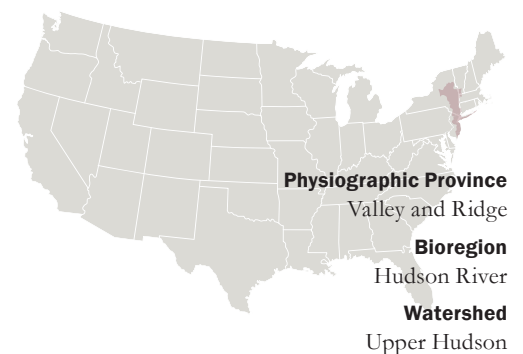 Physiographic Province
Valley and Ridge
Bioregion
Hudson River
Watershed
Upper Hudson